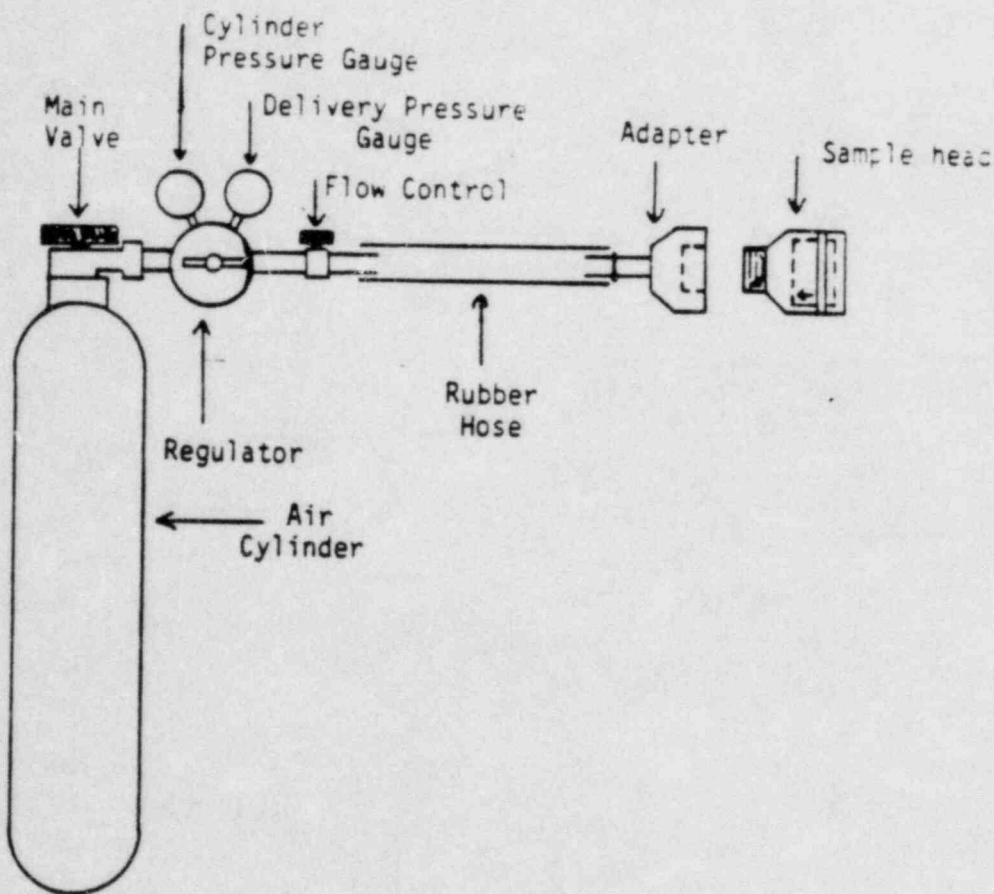 Cylinder
Pressure Gauge
Main
Valve
Delivery Pressure
Gauge
Flow Control
Adapter
Sample head
Rubber
Hose
Regulator
Air
Cylinder